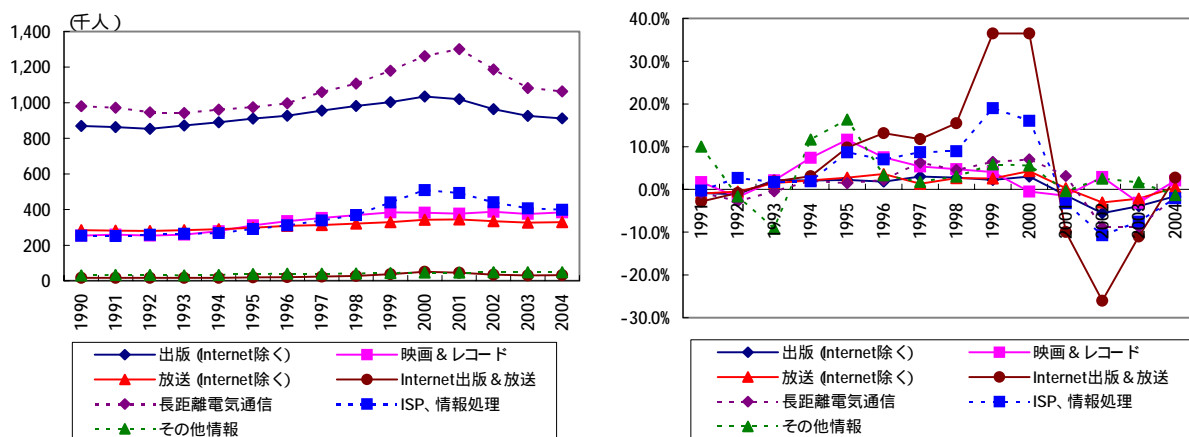 (千人)
1,400
1,200
1,000
800
600
400
200
0
1990 1991 1992 1993 1994 1995 1996 1997 1998 1999 2000 2001 2002 2003 2004
出版 (Internet除く) 映画&レコード
放送 (Internet除く) Internet出版&放送
長距離電気通信 ISP、情報処理
その他情報
40.0%
30.0%
20.0%
10.0%
0.0%
-10.0%
-20.0%
-30.0%
1991 1992 1993 1994 1995 1996 1997 1998 1999 2000 2004
出版 (Internet除く) 映画&レコード
放送 (Internet除く) Internet出版&放送
長距離電気通信 ISP、情報処理
その他情報